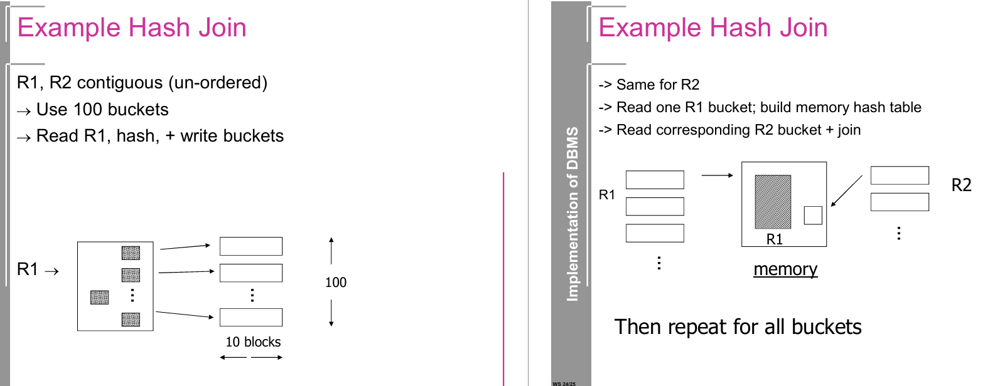 Example Hash Join
R1, R2 contiguous (un-ordered)
→ Use 100 buckets
→ Read R1, hash, + write buckets
R1 →
100
10 blocks
Example Hash Join
-> Same for R2
-> Read one R1 bucket; build memory hash table
-> Read corresponding R2 bucket + join
R1
R1
R2
memory
Then repeat for all buckets
Implementation of DBMS
WS 24/25